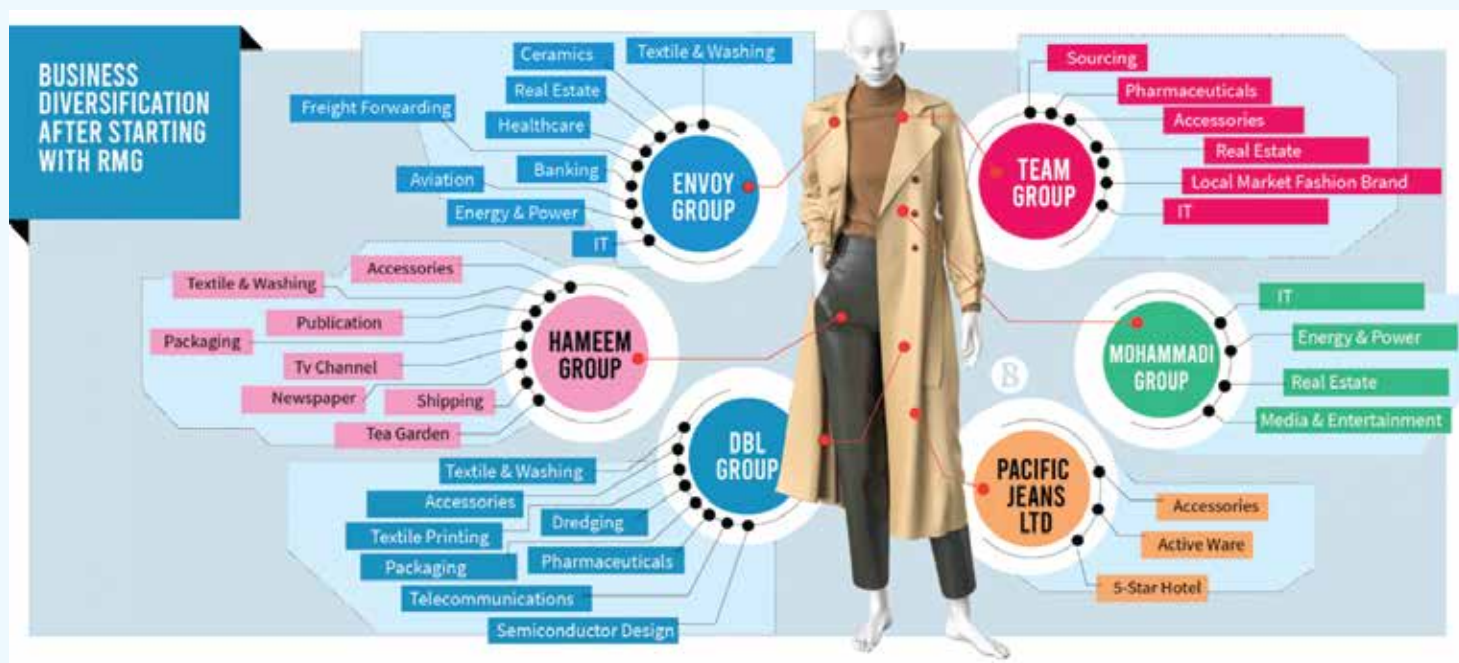 BUSINESS
DIVERSIFICATION
AFTER STARTING
WITH RMG
Ceramics
Textile & Washing
Real Estate
Freight Forwarding
Healthcare
Banking
Aviation
Energy & Power
IT
ENVOY
GROUP
Sourcing
Pharmaceuticals
Accessories
Real Estate
Local Market Fashion Brand
IT
TEAM
GROUP
Accessories
Textile & Washing
Publication
Packaging
Tv Channel
Newspaper
Shipping
Tea Garden
HAMEEM
GROUP
IT
Energy & Power
Real Estate
Media & Entertainment
MOHAMMADI
GROUP
B
Textile & Washing
Accessories
Dredging
Textile Printing
Packaging
Pharmaceuticals
Telecommunications
Semiconductor Design
DBL
GROUP
PACIFIC
JEANS
LTD
Accessories
Active Ware
5-Star Hotel